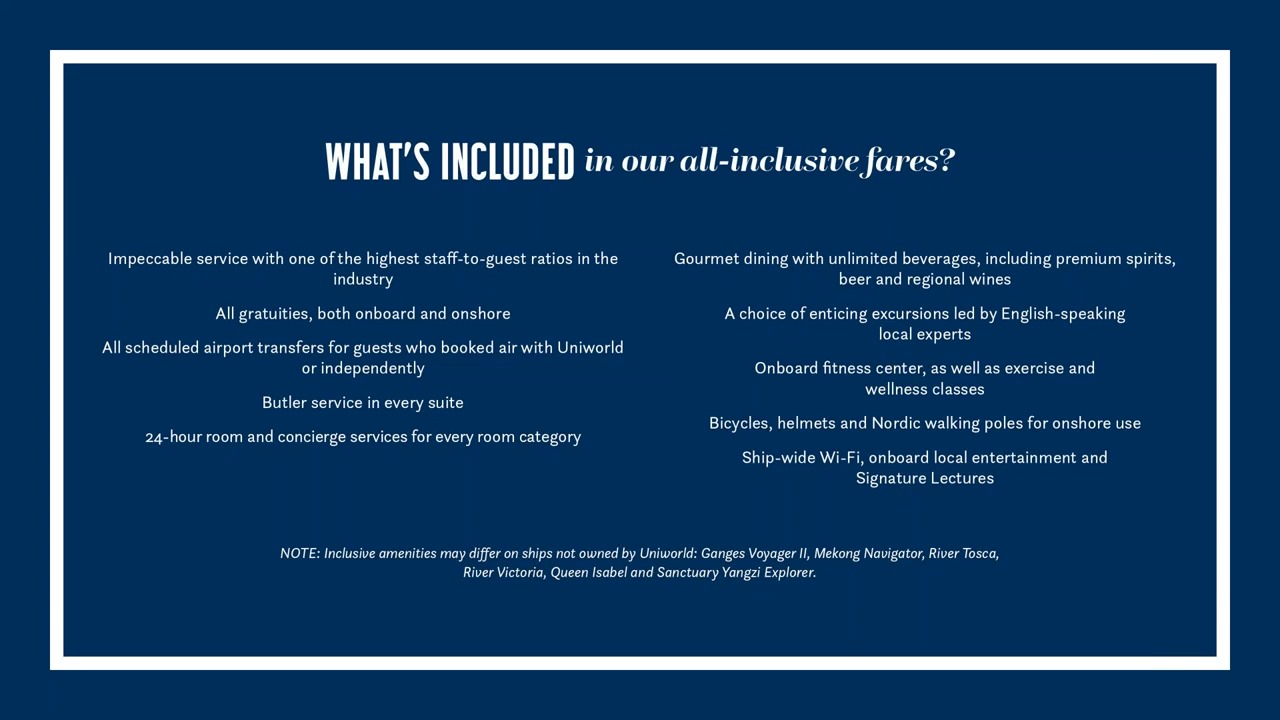 WHAT'S INCLUDED in our all-inclusive fares?
Impeccable service with one of the highest staff-to-guest ratios in the
industry
All gratuities, both onboard and onshore
All scheduled airport transfers for guests who booked air with Uniworld
or independently
Butler service in every suite
24-hour room and concierge services for every room category
Gourmet dining with unlimited beverages, including premium spirits,
beer and regional wines
A choice of enticing excursions led by English-speaking
local experts
Onboard fitness center, as well as exercise and
wellness classes
Bicycles, helmets and Nordic walking poles for onshore use
Ship-wide Wi-Fi, onboard local entertainment and
Signature Lectures
NOTE: Inclusive amenities may differ on ships not owned by Uniworld: Ganges Voyager II, Mekong Navigator, River Tosca,
River Victoria, Queen Isabel and Sanctuary Yangzi Explorer.